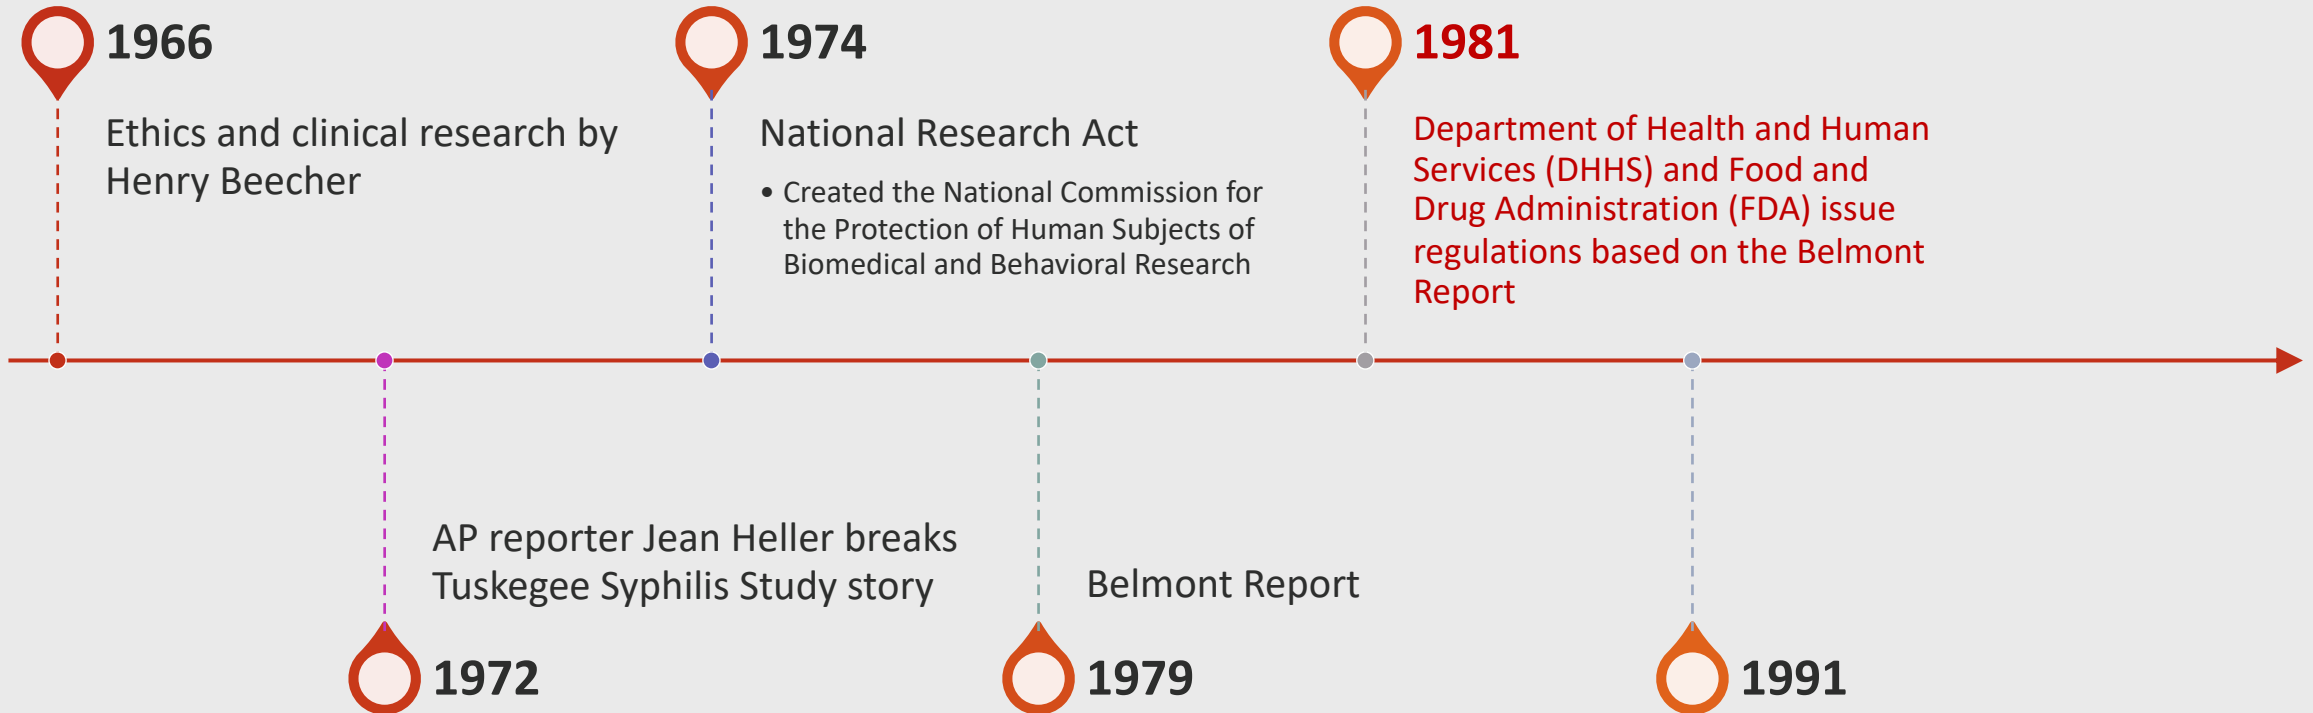 1966
Ethics and clinical research by
Henry Beecher
1972
AP reporter Jean Heller breaks
Tuskegee Syphilis Study story
1974
National Research Act
• Created the National Commission for
the Protection of Human Subjects of
Biomedical and Behavioral Research
1979
Belmont Report
1981
Department of Health and Human
Services (DHHS) and Food and
Drug Administration (FDA) issue
regulations based on the Belmont
Report
1991